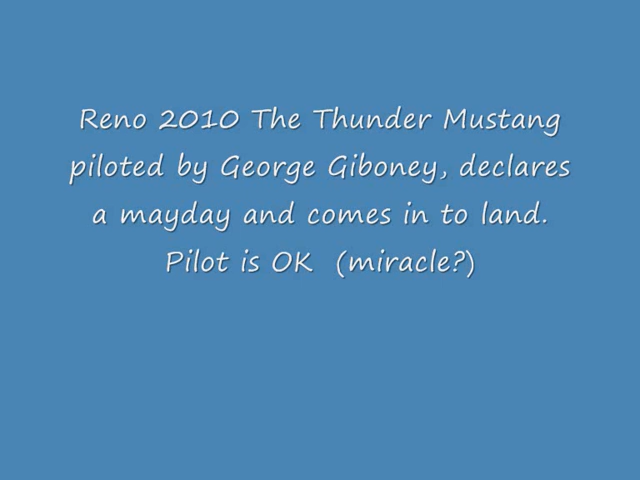 Reno 2010 The Thunder Mustang
piloted by George Giboney, declares
a mayday and comes in to land.
Pilot is OK  (miracle?)